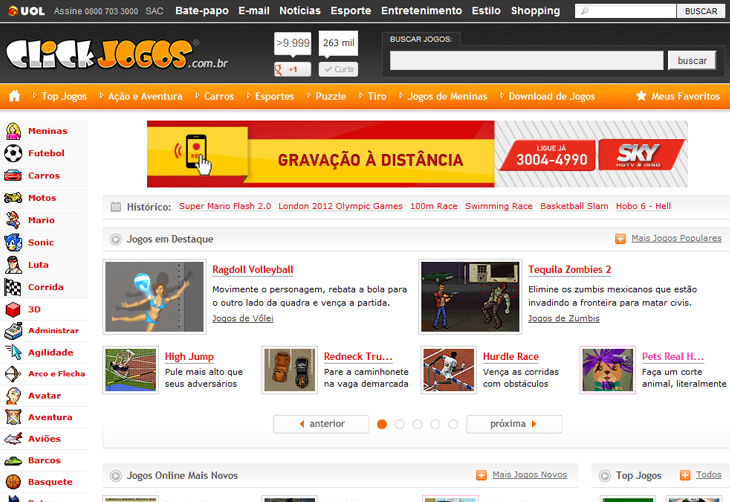 UOL Assine 0800 703 3000 SAC Bate-papo E-mail Notícias Esporte Entretenimento Estilo Shopping BUSCAR
CLICK JOGOS.com.br
>9.999 263 mil
+1 Curtir
BUSCAR JOGOS:
buscar
Top Jogos Ação e Aventura Carros Esportes Puzzle Tiro Jogos de Meninas Download de Jogos Meus Favoritos
Meninas
Futebol
Carros
Motos
Mario
Sonic
Luta
Corrida
3D
Administrar
Agilidade
Arco e Flecha
Avatar
Aventura
Aviões
Barcos
Basquete
GRAVAÇÃO À DISTÂNCIA
LIGUE JÁ
3004-4990
SKY
HDTV É ISSO
Histórico: Super Mario Flash 2.0 London 2012 Olympic Games 100m Race Swimming Race Basketball Slam Hobo 6 - Hell
Jogos em Destaque Mais Jogos Populares
Ragdoll Volleyball
Movimente o personagem, rebata a bola para
o outro lado da quadra e vença a partida.
Jogos de Vôlei
Tequila Zombies 2
Elimine os zumbis mexicanos que estão
invadindo a fronteira para matar civis.
Jogos de Zumbis
High Jump
Pule mais alto que
seus adversários
Redneck Tru...
Pare a caminhonete
na vaga demarcada
Hurdle Race
Vença as corridas
com obstáculos
Pets Real H...
Faça um corte
animal, literalmente
anterior próxima
Jogos Online Mais Novos Mais Jogos Novos
Top Jogos Todos